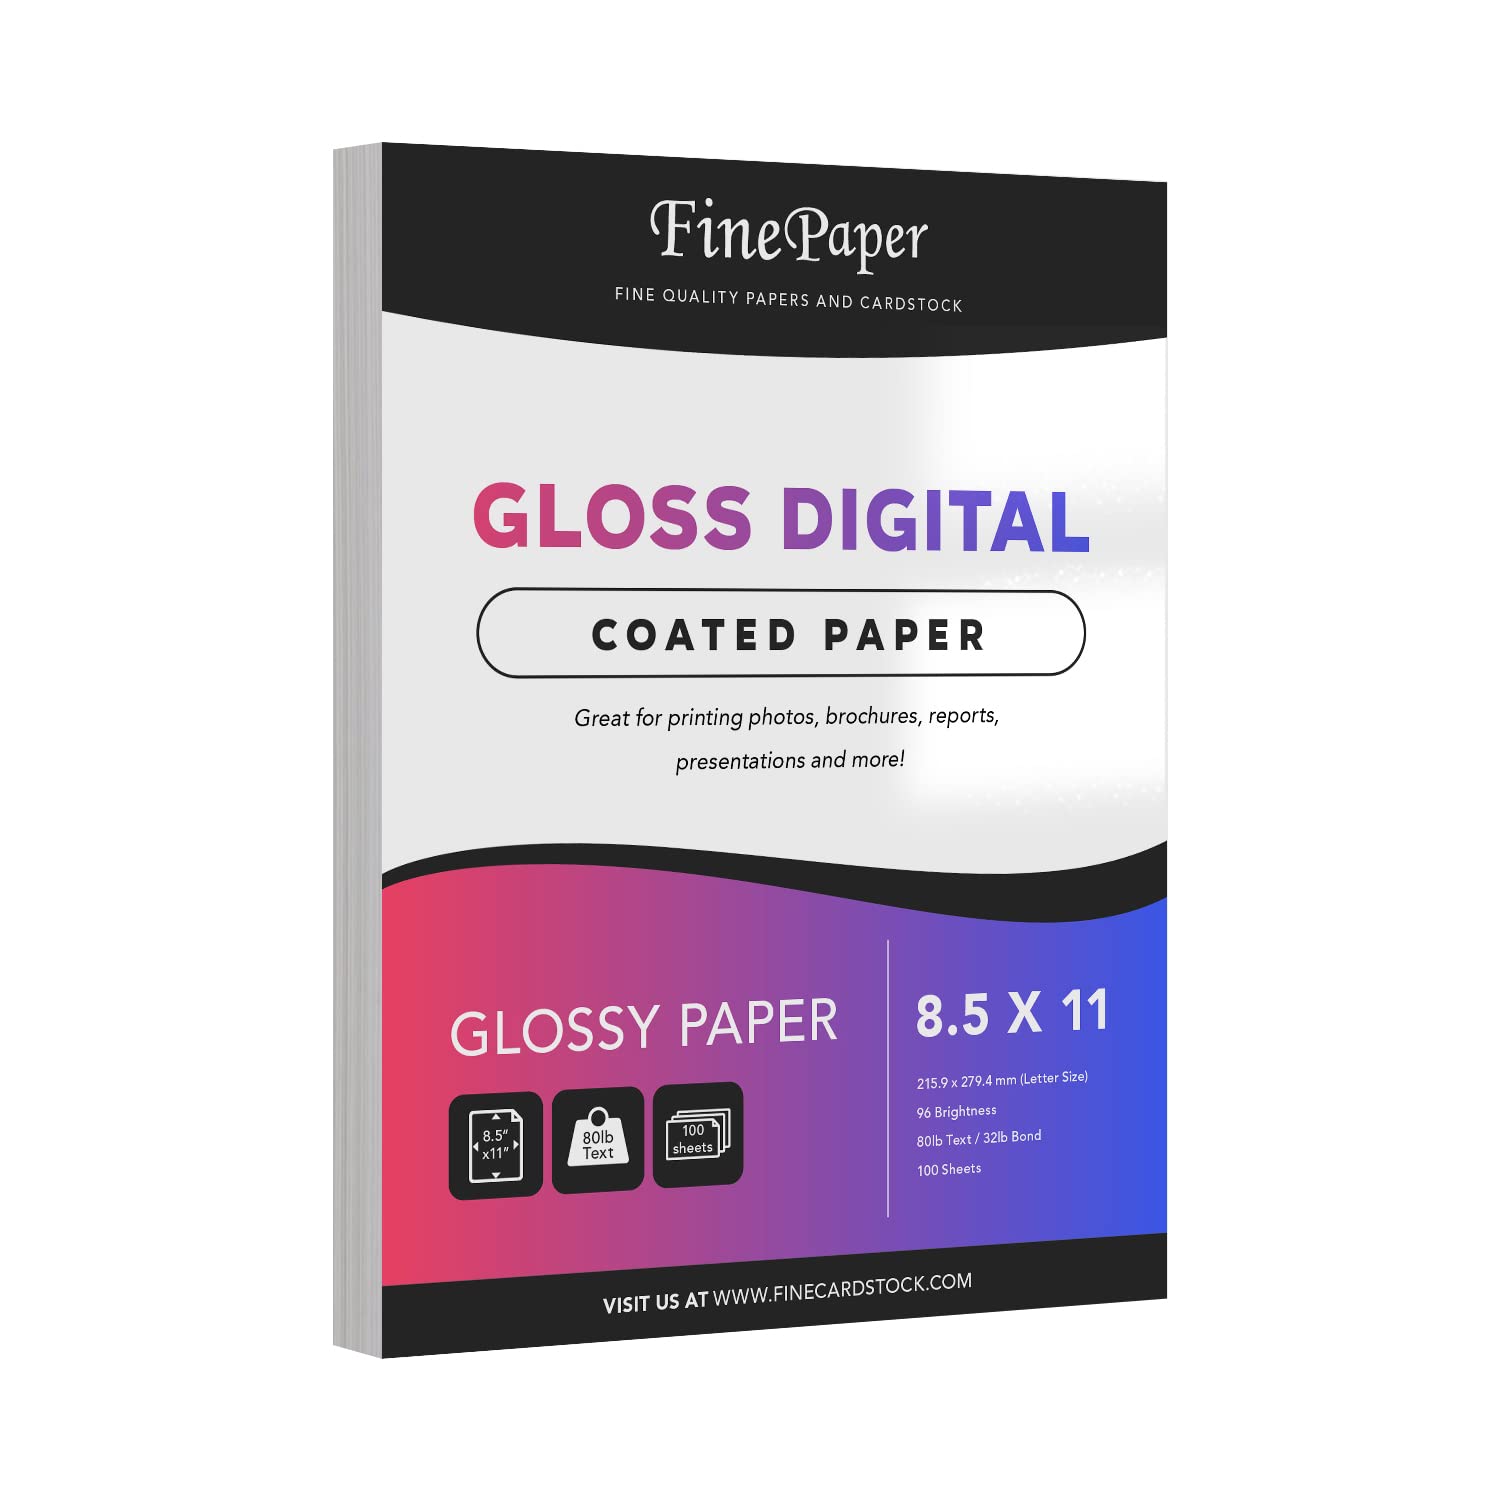 FinePaper
FINE QUALITY PAPERS AND CARDSTOCK
GLOSS DIGITAL
COATED PAPER
Great for printing photos, brochures, reports,
presentations and more!
GLOSSY PAPER
8.5"
x11"
80lb
Text
100
sheets
8.5 X 11
215.9 x 279.4 mm (Letter Size)
96 Brightness
80lb Text / 32lb Bond
100 Sheets
VISIT US AT WWW.FINECARDSTOCK.COM